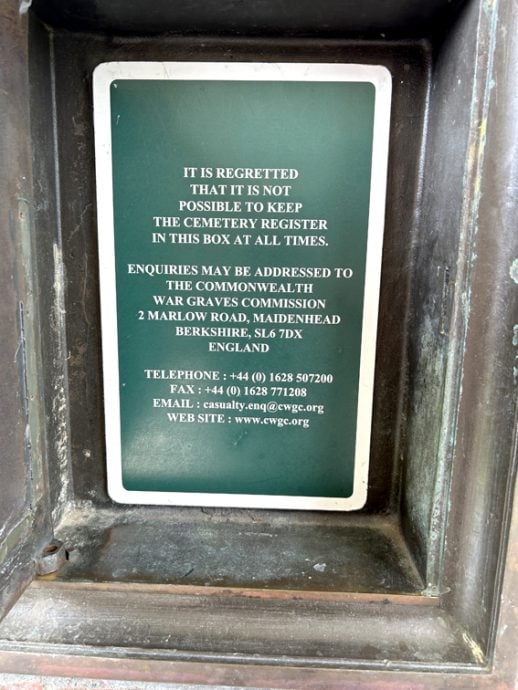 IT IS REGRETTED
THAT IT IS NOT
POSSIBLE TO KEEP
THE CEMETERY REGISTER
IN THIS BOX AT ALL TIMES.
ENQUIRIES MAY BE ADDRESSED TO
THE COMMONWEALTH
WAR GRAVES COMMISSION
2 MARLOW ROAD, MAIDENHEAD
BERKSHIRE, SL6 7DX
ENGLAND
TELEPHONE : +44 (0) 1628 507200
FAX : +44 (0) 1628 771208
EMAIL : casualty.enq@cwgc.org
WEB SITE : www.cwgc.org